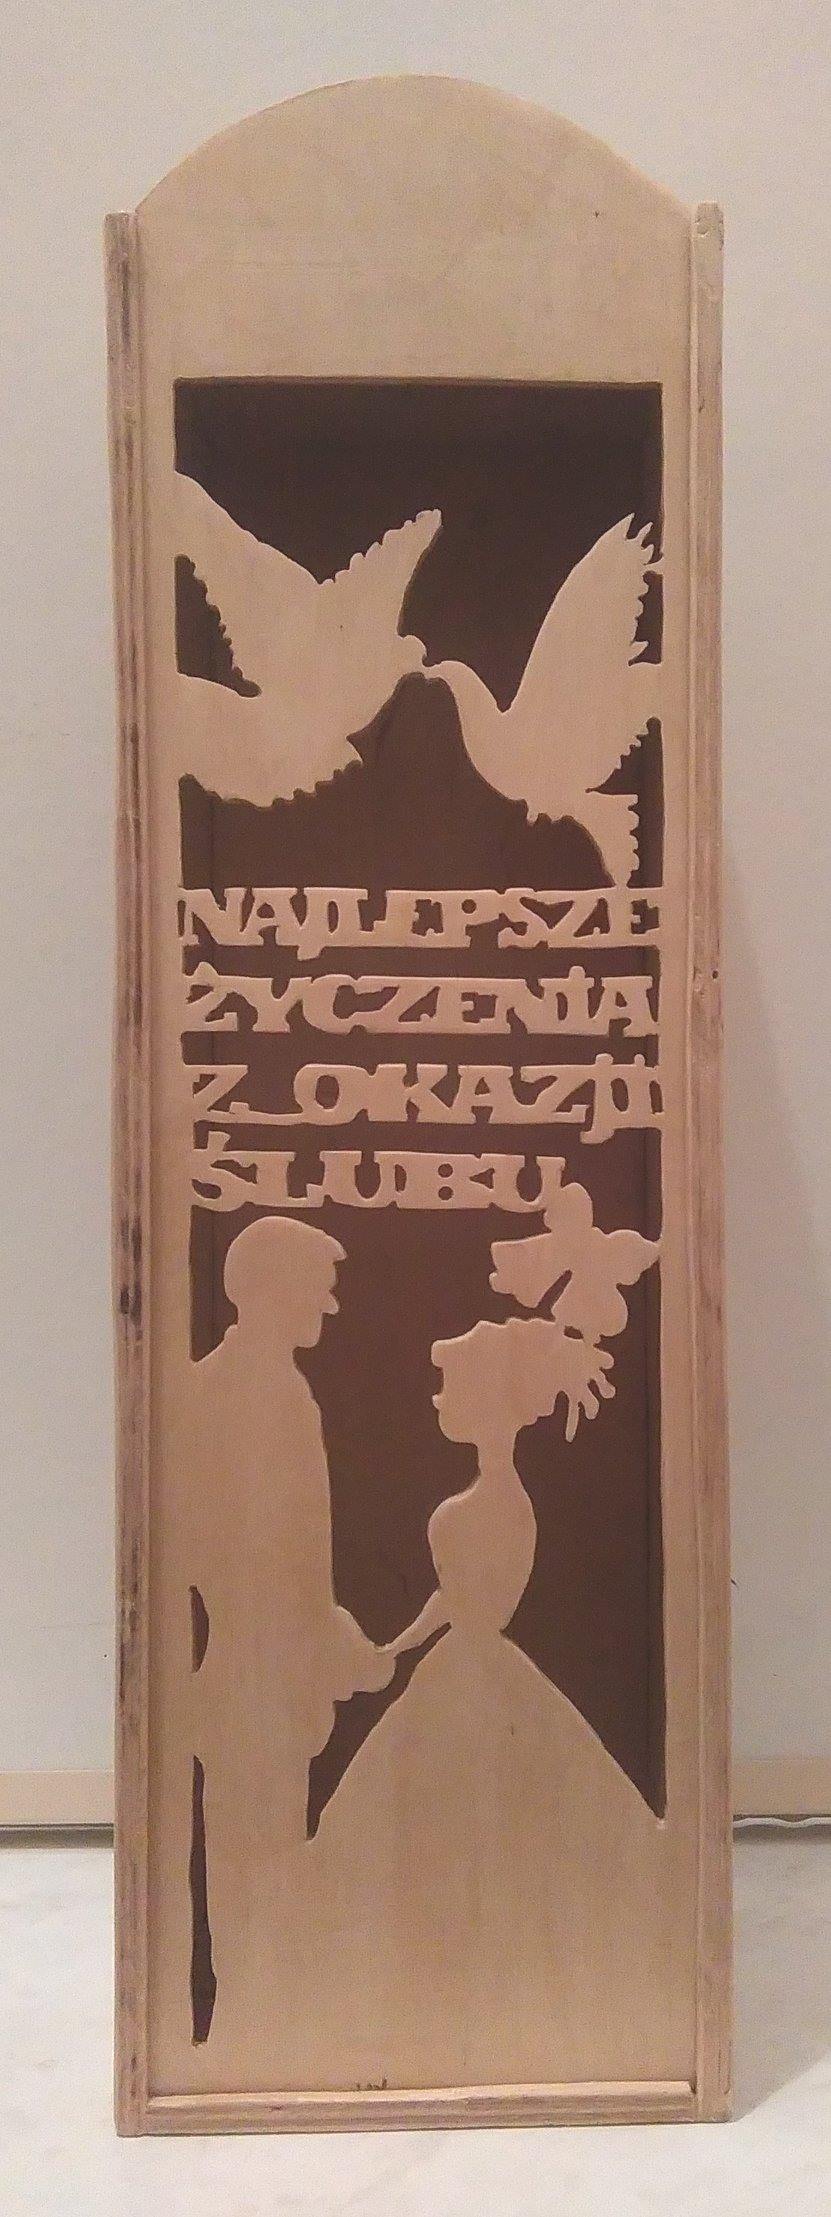 NAJLEPSZE
ŻYCZENIA
Z OKAZJI
ŚLUBU